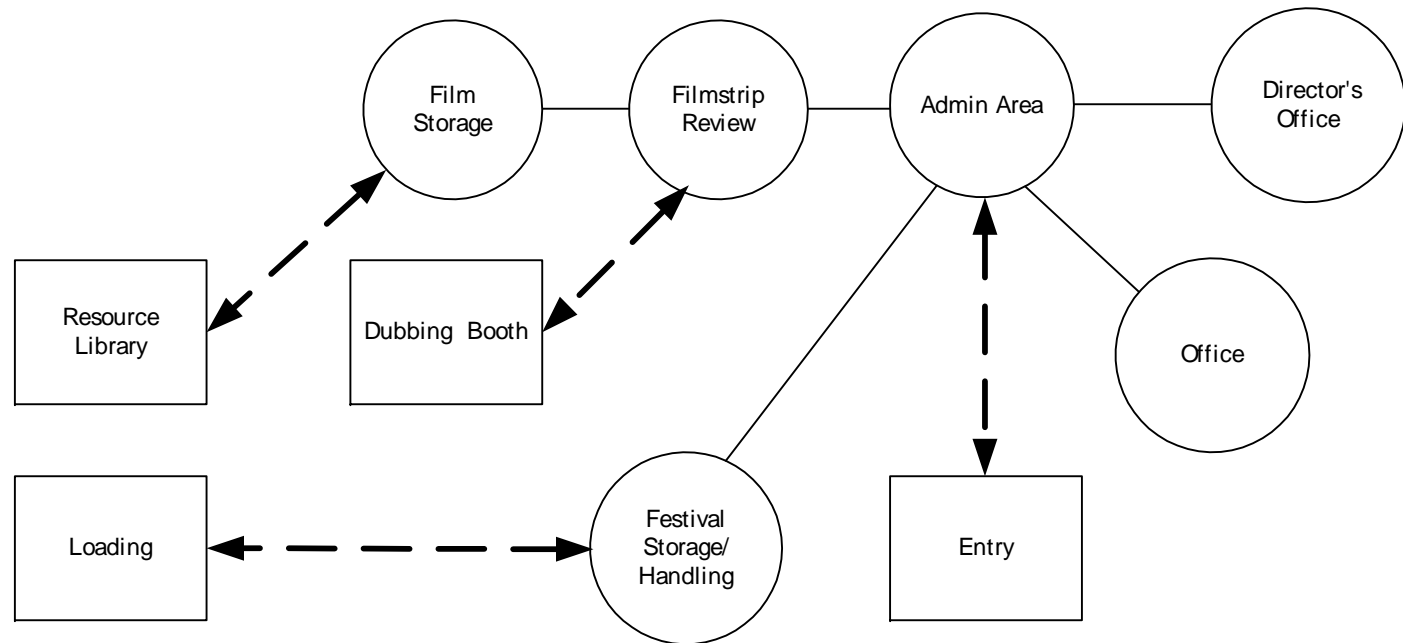 Film
Storage
Filmstrip
Review
Admin Area
Director's
Office
Resource
Library
Dubbing Booth
Office
Loading
Festival
Storage/
Handling
Entry